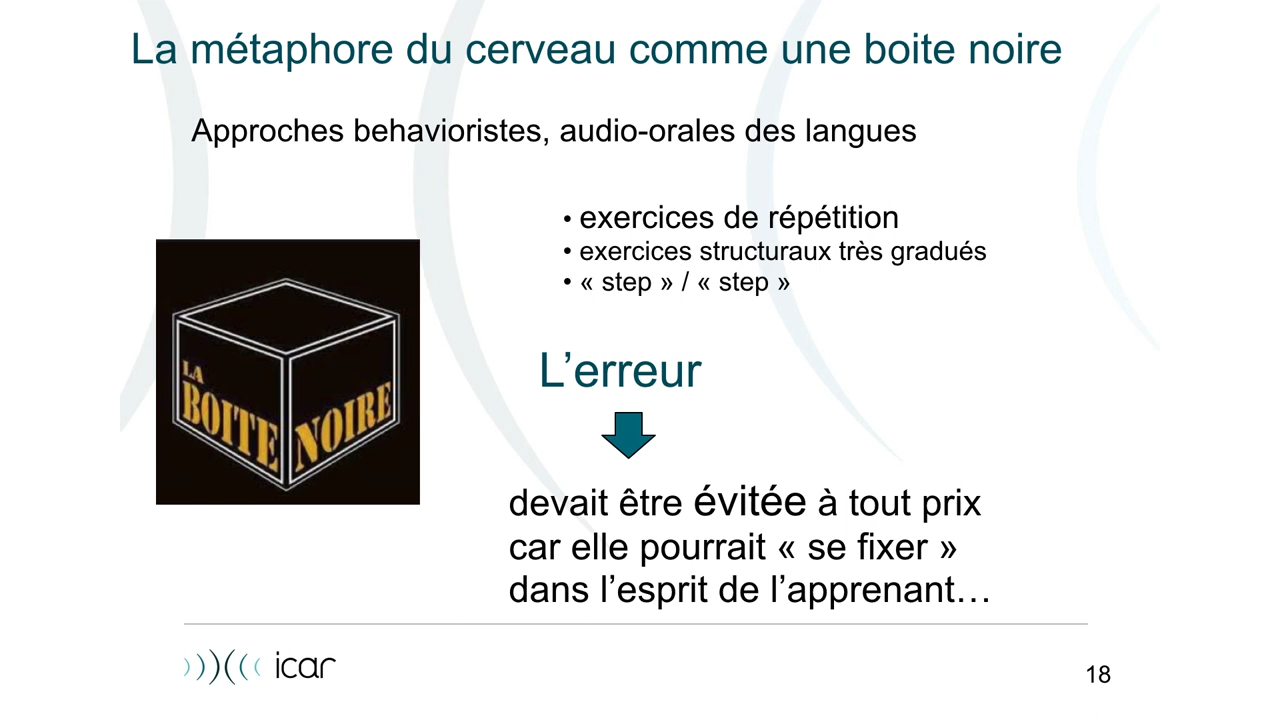 La métaphore du cerveau comme une boite noire
Approches behavioristes, audio-orales des langues
• exercices de répétition
• exercices structuraux très gradués
• « step » / « step »
LA
BOITE NOIRE
L’erreur
devait être évitée à tout prix
car elle pourrait « se fixer »
dans l’esprit de l’apprenant…
icar
18